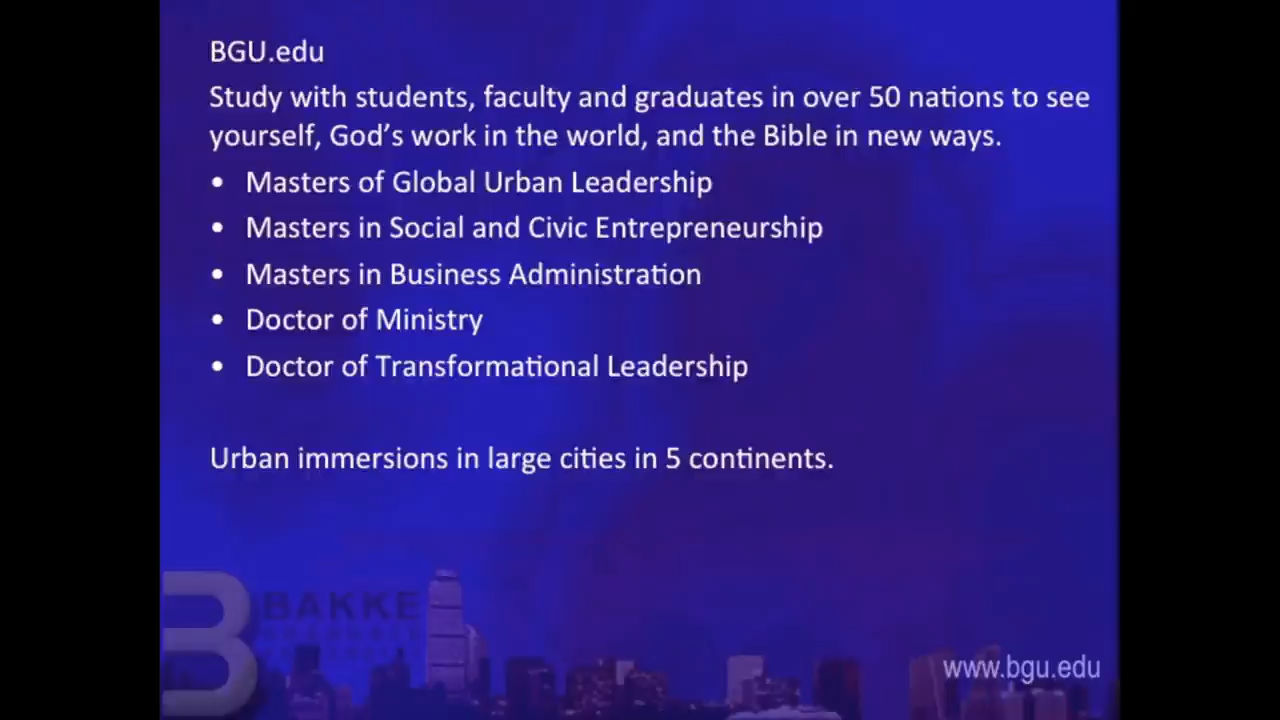 BGU.edu
Study with students, faculty and graduates in over 50 nations to see
yourself, God's work in the world, and the Bible in new ways.
• Masters of Global Urban Leadership
• Masters in Social and Civic Entrepreneurship
• Masters in Business Administration
• Doctor of Ministry
• Doctor of Transformational Leadership
Urban immersions in large cities in 5 continents.
B BAKKE
www.bgu.edu